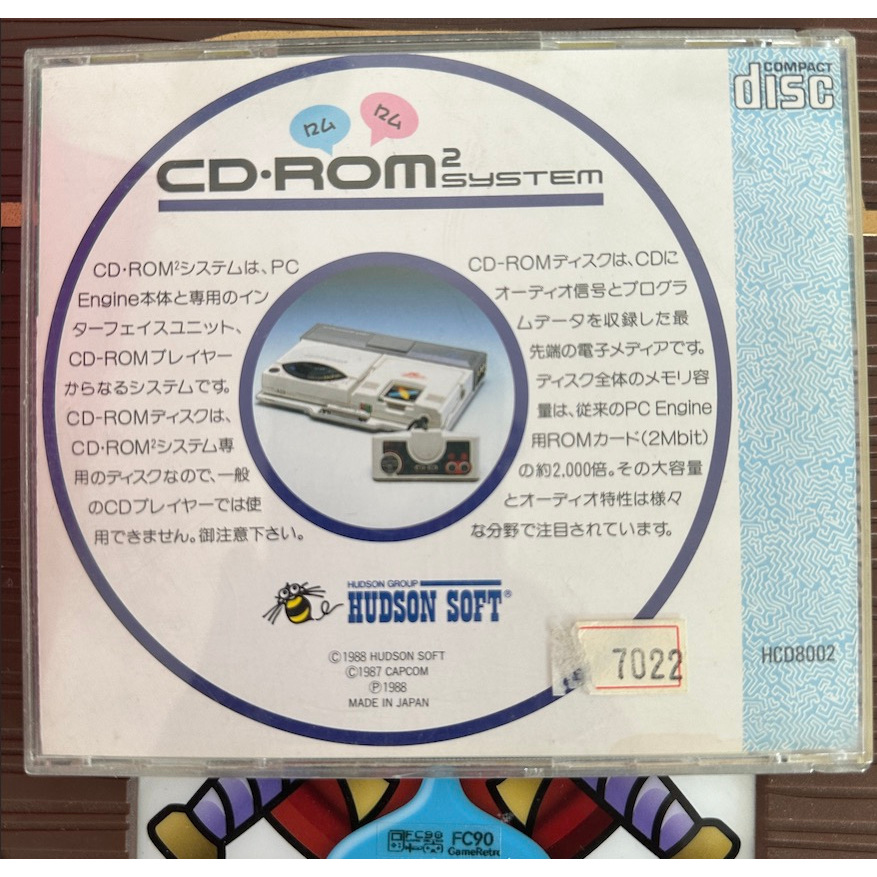 COMPACT
disc
ロム
ロム
CD・ROM² SYSTEM
CD・ROM²システムは、PC
Engine本体と専用のイン
ターフェイスユニット、
CD-ROMプレイヤー
からなるシステムです。
CD-ROMディスクは、
CD・ROM²システム専
用のディスクなので、一般
のCDプレイヤーでは使
用できません。御注意下さい。
CD-ROMディスクは、CDに
オーディオ信号とプログラ
ムデータを収録した最
先端の電子メディアです。
ディスク全体のメモリ容
量は、従来のPC Engine
用ROMカード(2Mbit)
の約2,000倍。その大容量
とオーディオ特性は様々
な分野で注目されています。
HUDSON GROUP
HUDSON SOFT®
©1988 HUDSON SOFT
©1987 CAPCOM
℗1988
MADE IN JAPAN
7022
HCD8002
FC90
FC90
GameRetro